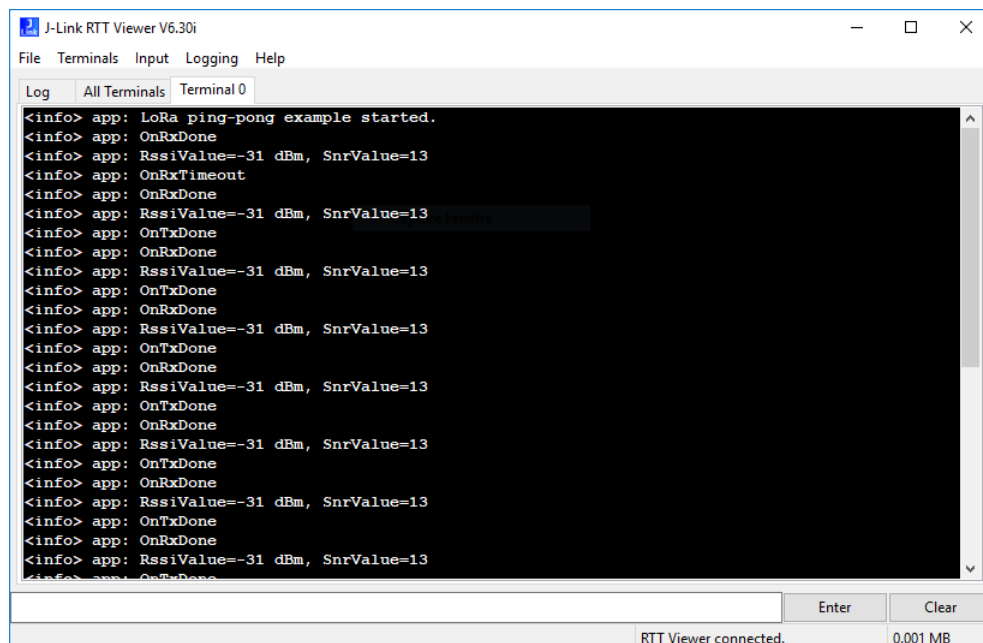 J-Link RTT Viewer V6.30i
File Terminals Input Logging Help
Log All Terminals Terminal 0
<info> app: LoRa ping-pong example started.
<info> app: OnRxDone
<info> app: RssiValue=-31 dBm, SnrValue=13
<info> app: OnRxTimeout
<info> app: OnRxDone
<info> app: RssiValue=-31 dBm, SnrValue=13
<info> app: OnTxDone
<info> app: OnRxDone
<info> app: RssiValue=-31 dBm, SnrValue=13
<info> app: OnTxDone
<info> app: OnRxDone
<info> app: RssiValue=-31 dBm, SnrValue=13
<info> app: OnTxDone
<info> app: OnRxDone
<info> app: RssiValue=-31 dBm, SnrValue=13
<info> app: OnTxDone
<info> app: OnRxDone
<info> app: RssiValue=-31 dBm, SnrValue=13
<info> app: OnTxDone
<info> app: OnRxDone
<info> app: RssiValue=-31 dBm, SnrValue=13
<info> app: OnTxDone
<info> app: OnRxDone
<info> app: RssiValue=-31 dBm, SnrValue=13
<info> app: OnTxDone
Enter Clear
RTT Viewer connected. 0.001 MB